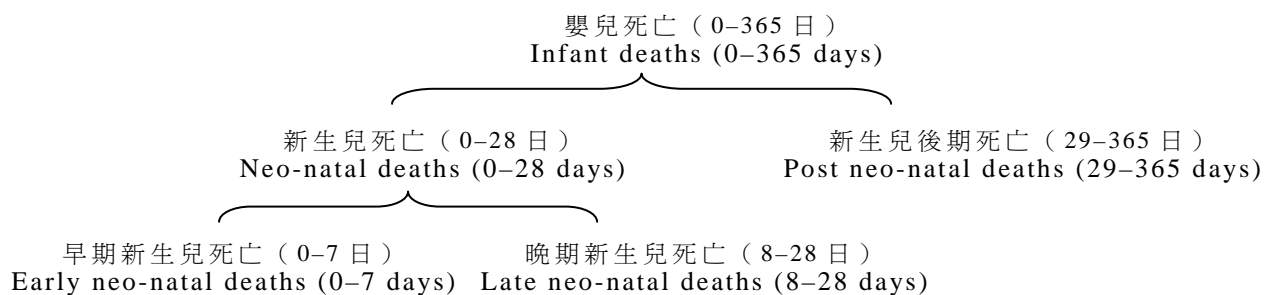 嬰兒死亡（0–365 日）
Infant deaths (0–365 days)
新生兒死亡（0–28 日）
Neo-natal deaths (0–28 days)
新生兒後期死亡（29–365 日）
Post neo-natal deaths (29–365 days)
早期新生兒死亡（0–7 日）
Early neo-natal deaths (0–7 days)
晚期新生兒死亡（8–28 日）
Late neo-natal deaths (8–28 days)